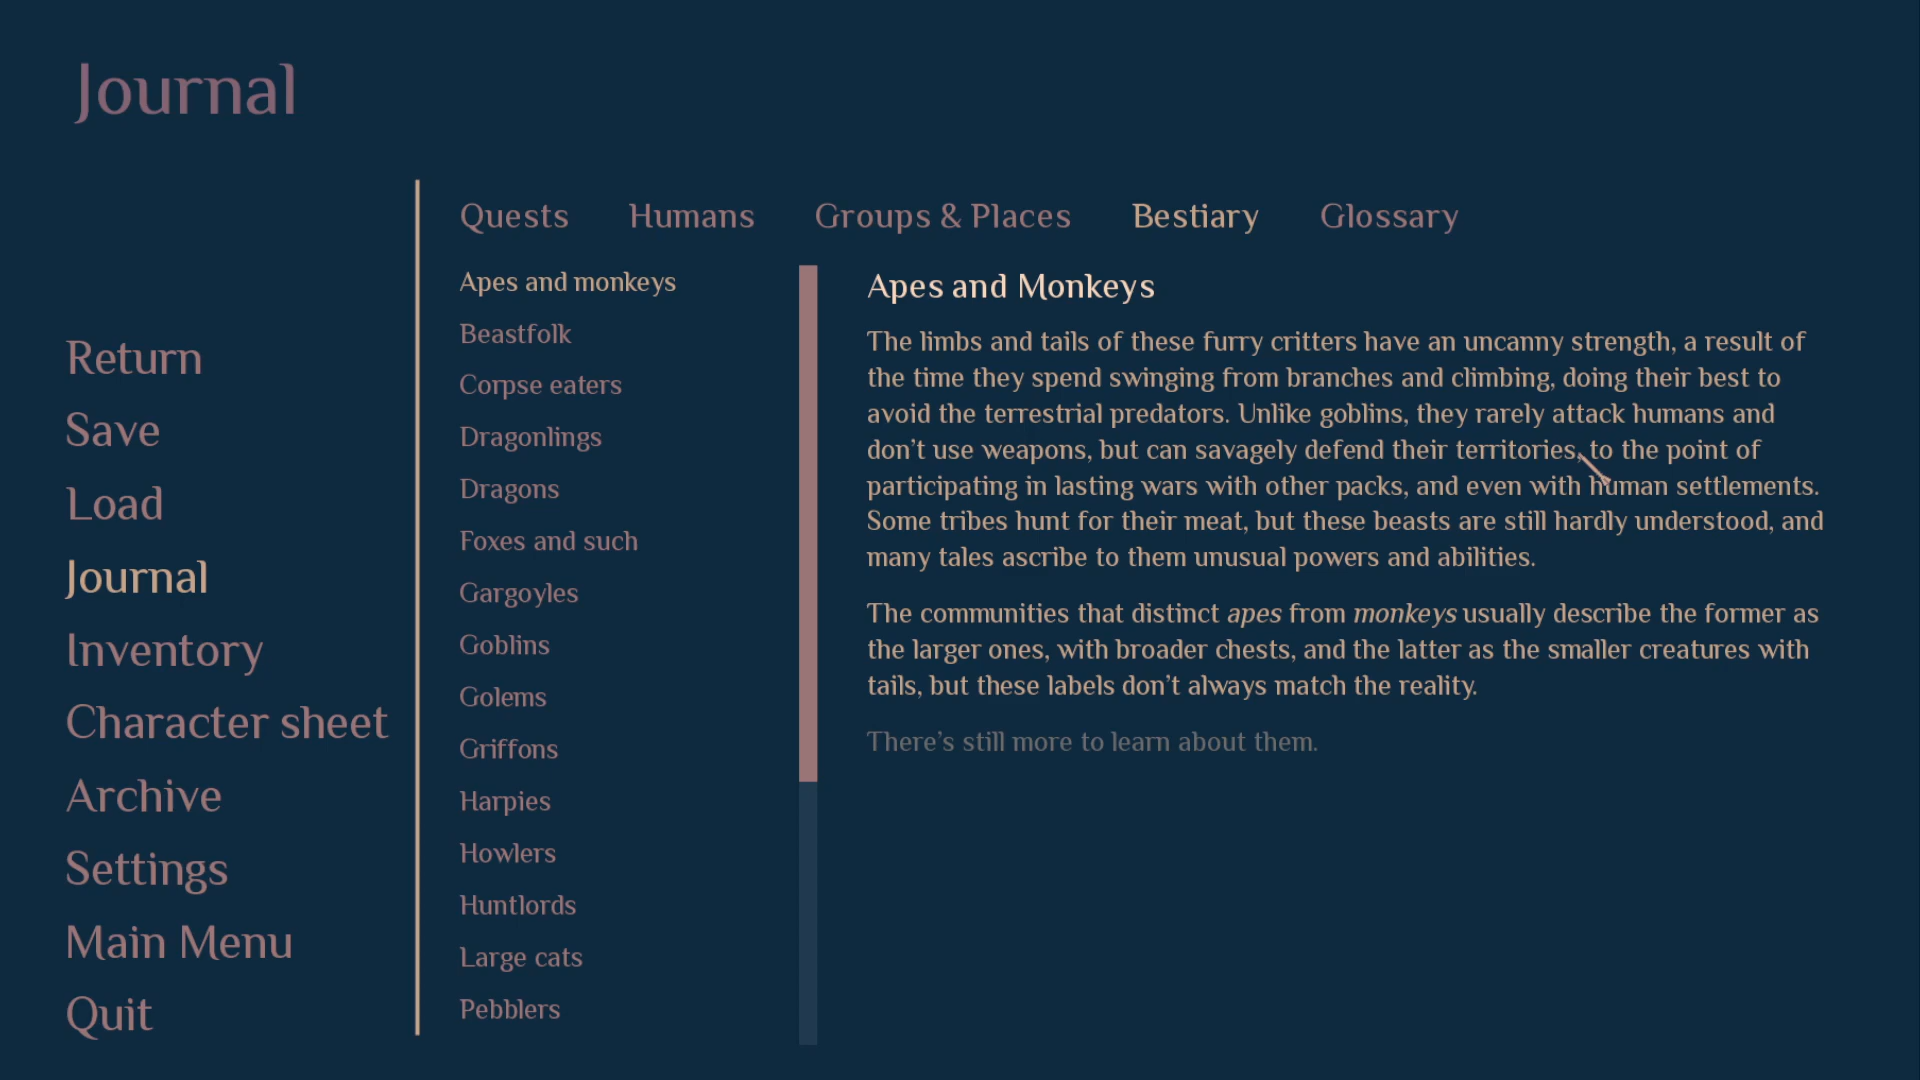 Journal
Quests Humans Groups & Places Bestiary Glossary
Return
Save
Load
Journal
Inventory
Character sheet
Archive
Settings
Main Menu
Quit
Apes and monkeys
Beastfolk
Corpse eaters
Dragonlings
Dragons
Foxes and such
Gargoyles
Goblins
Golems
Griffons
Harpies
Howlers
Huntlords
Large cats
Pebblers
Apes and Monkeys
The limbs and tails of these furry critters have an uncanny strength, a result of
the time they spend swinging from branches and climbing, doing their best to
avoid the terrestrial predators. Unlike goblins, they rarely attack humans and
don’t use weapons, but can savagely defend their territories, to the point of
participating in lasting wars with other packs, and even with human settlements.
Some tribes hunt for their meat, but these beasts are still hardly understood, and
many tales ascribe to them unusual powers and abilities.
The communities that distinct apes from monkeys usually describe the former as
the larger ones, with broader chests, and the latter as the smaller creatures with
tails, but these labels don’t always match the reality.
There’s still more to learn about them.